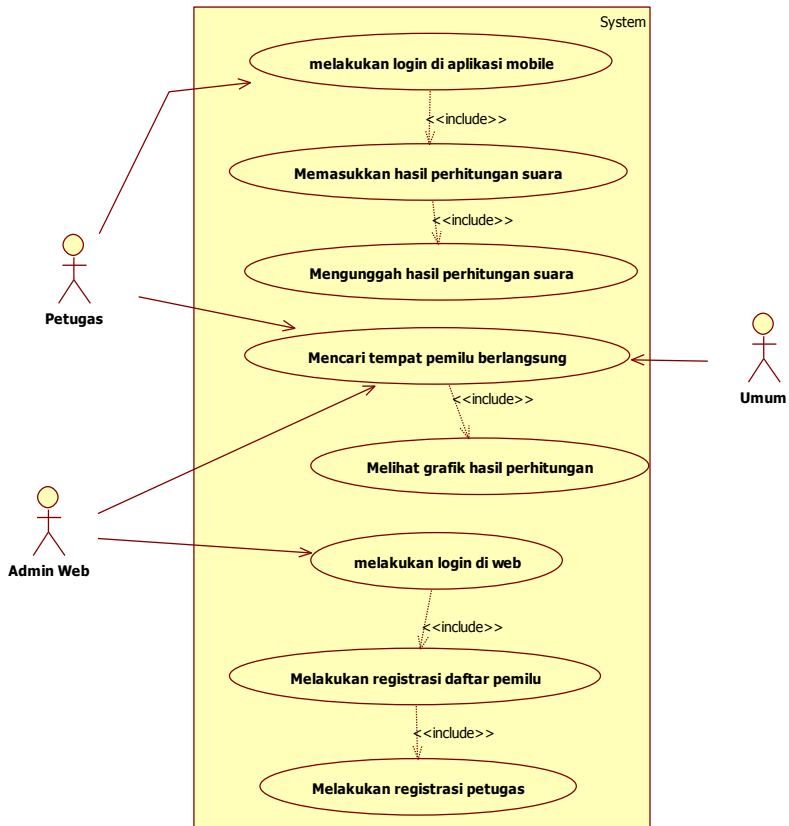 System
melakukan login di aplikasi mobile
<<include>>
Memasukkan hasil perhitungan suara
<<include>>
Mengunggah hasil perhitungan suara
Petugas
Mencari tempat pemilu berlangsung
Umum
<<include>>
Melihat grafik hasil perhitungan
Admin Web
melakukan login di web
<<include>>
Melakukan registrasi daftar pemilu
<<include>>
Melakukan registrasi petugas